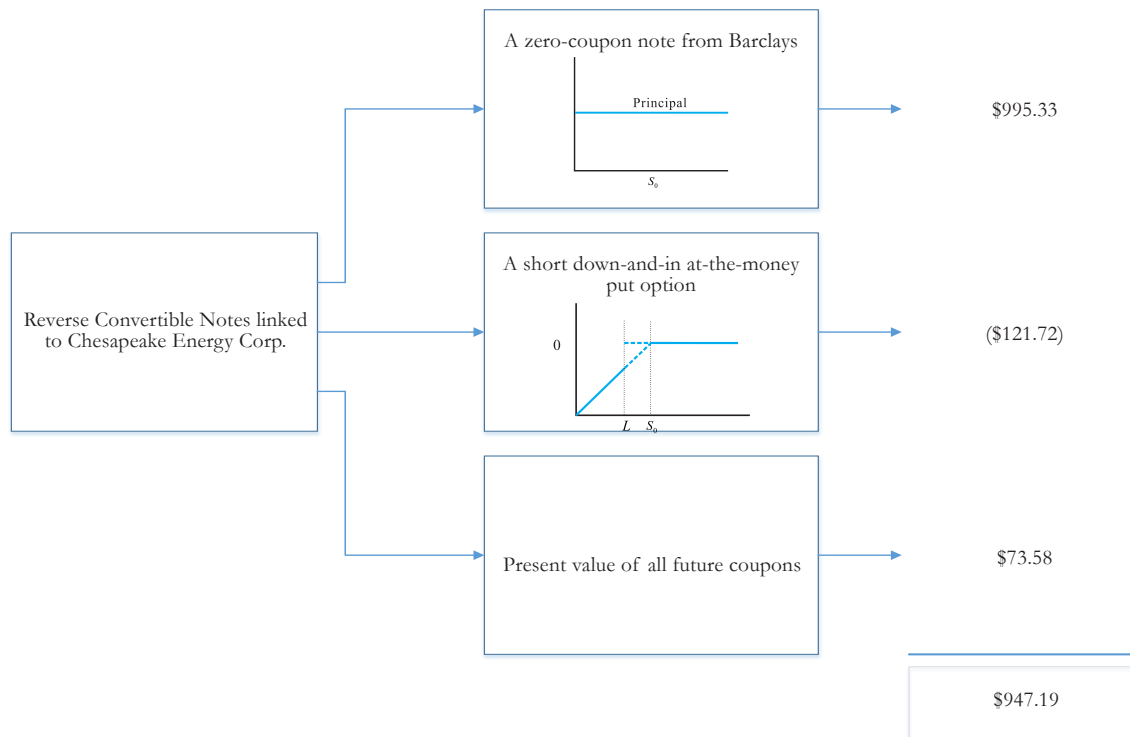 A zero-coupon note from Barclays
Principal
S₀
$995.33
Reverse Convertible Notes linked
to Chesapeake Energy Corp.
A short down-and-in at-the-money
put option
0
L S₀
($121.72)
Present value of all future coupons
$73.58
$947.19